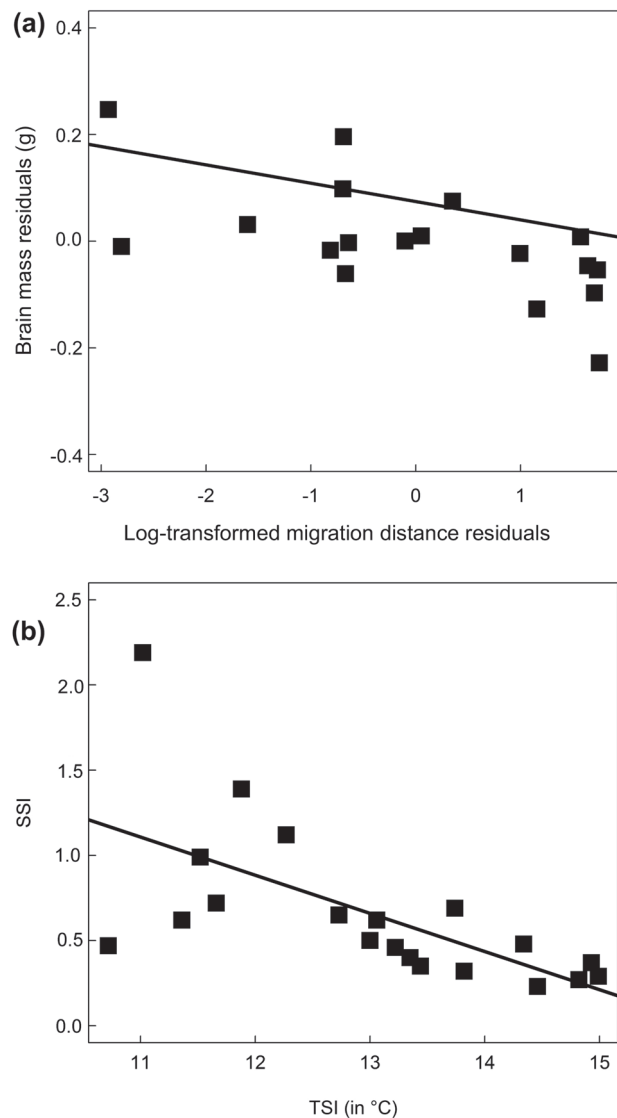 (a)
0.4
0.2
0.0
-0.2
-0.4
Brain mass residuals (g)
-3 -2 -1 0 1
Log-transformed migration distance residuals
(b)
2.5
2.0
1.5
1.0
0.5
0.0
SSI
11 12 13 14 15
TSI (in °C)